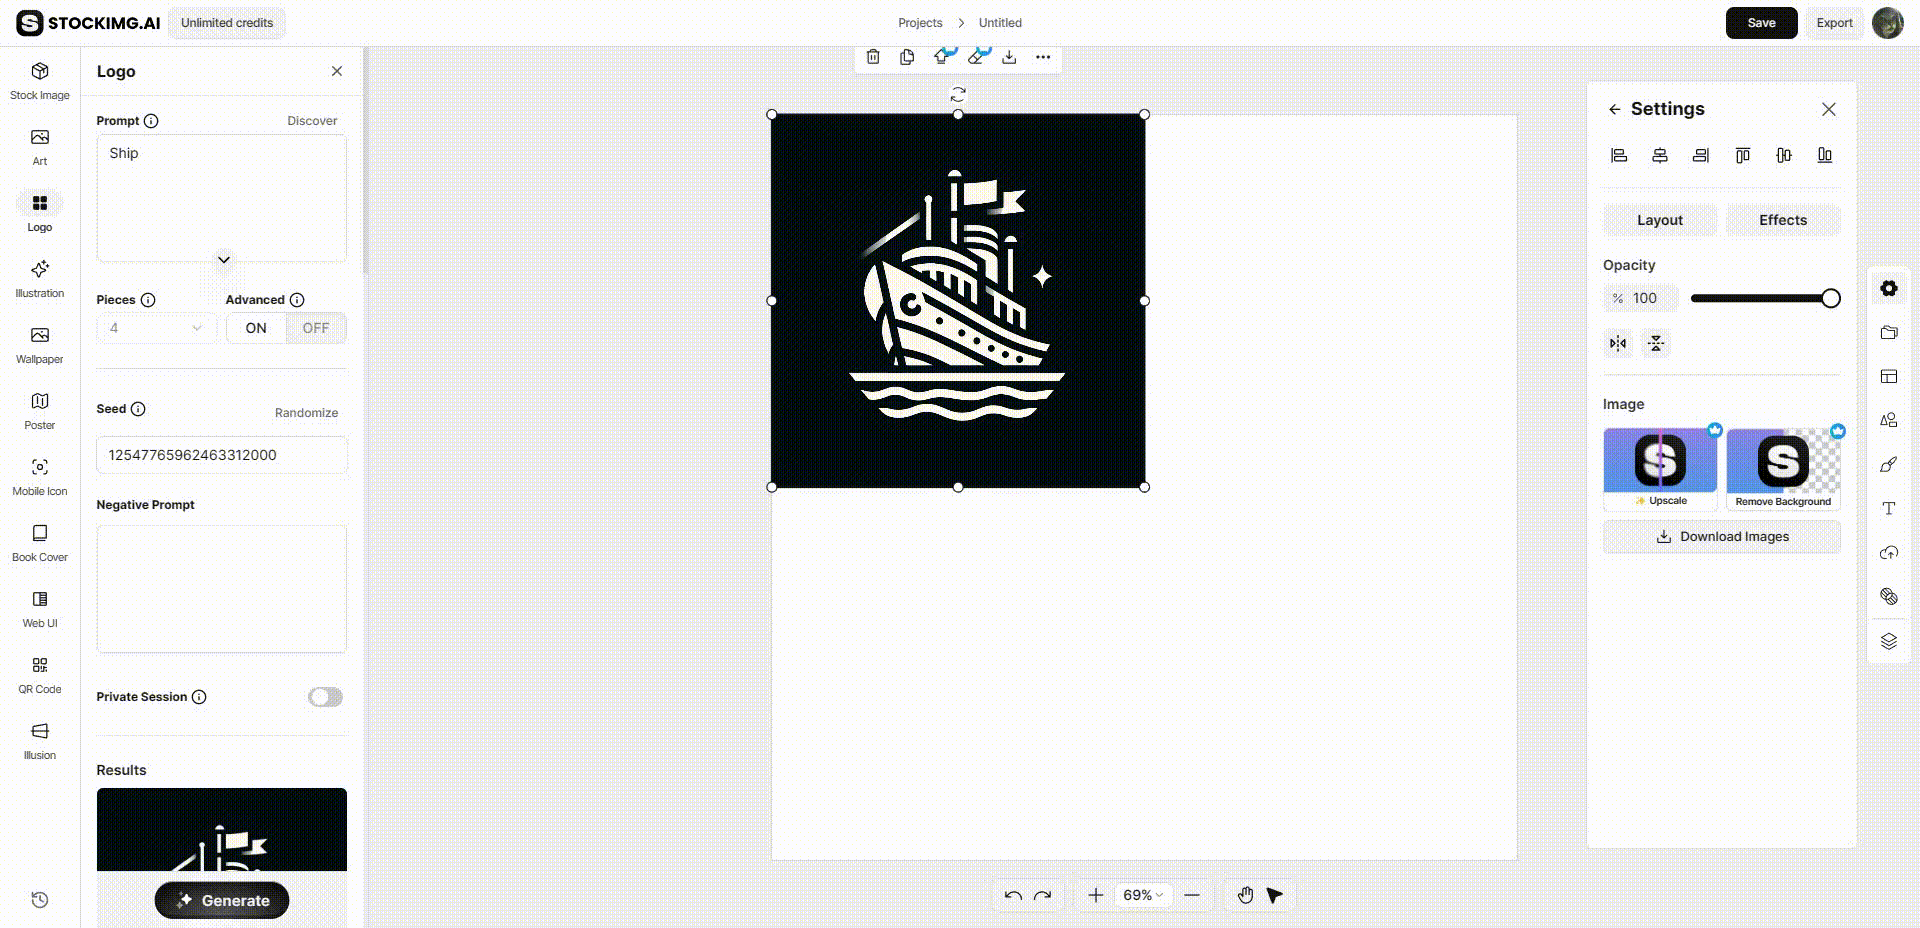 STOCKIMG.AI
Unlimited credits
Projects
Untitled
Save
Export
Stock Image
Art
Logo
Illustration
Wallpaper
Poster
Mobile Icon
Book Cover
Web UI
QR Code
Illusion
Logo
Prompt
Discover
Ship
Pieces
Advanced
4
ON
OFF
Seed
Randomize
12547765962463312000
Negative Prompt
Private Session
Results
Generate
69%
Settings
Layout
Effects
Opacity
% 100
Image
Upscale
Remove Background
Download Images